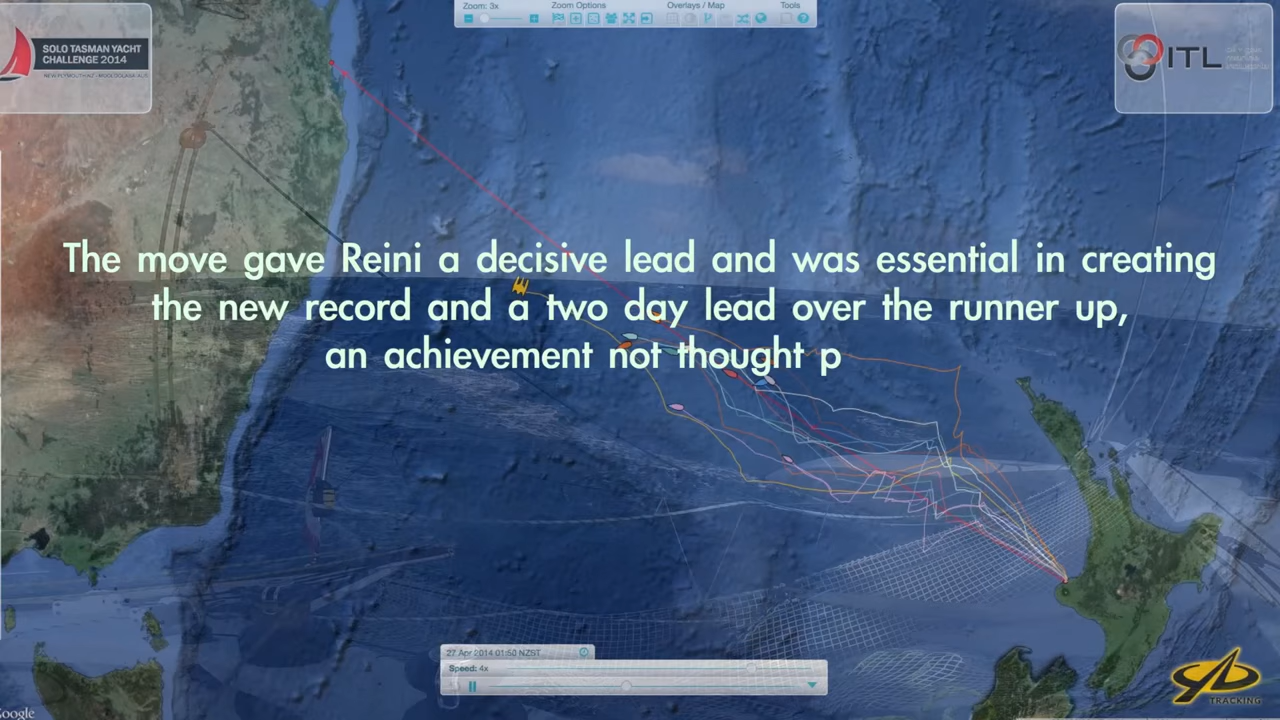 Zoom: 3x
Zoom Options
Overlays / Map
Tools
SOLO TASMAN YACHT
CHALLENGE 2014
ITL
The move gave Reini a decisive lead and was essential in creating
the new record and a two day lead over the runner up,
an achievement not thought p
27 Apr 2014 01:50 NZST
Speed: 4x
TRACKING
oogle